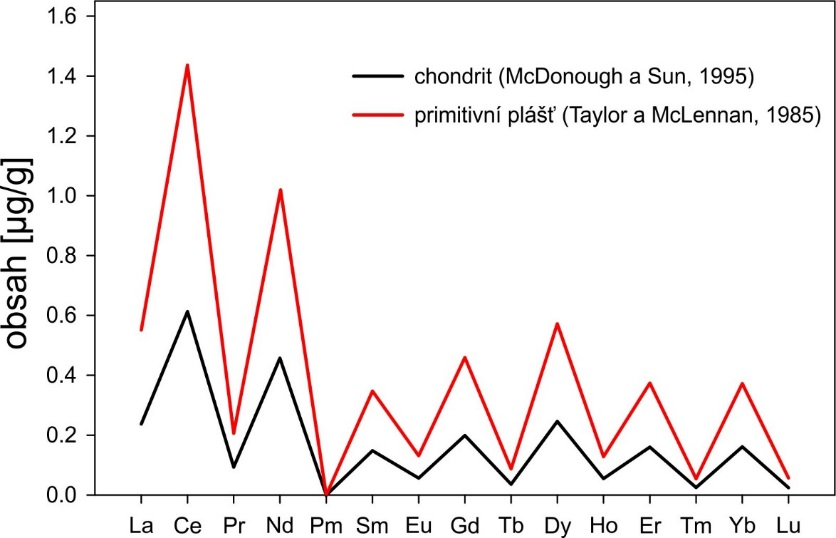 1.6
1.4
1.2
1.0
0.8
0.6
0.4
0.2
0.0
obsah [µg/g]
chondrit (McDonough a Sun, 1995)
primitivní plášť (Taylor a McLennan, 1985)
La Ce Pr Nd Pm Sm Eu Gd Tb Dy Ho Er Tm Yb Lu